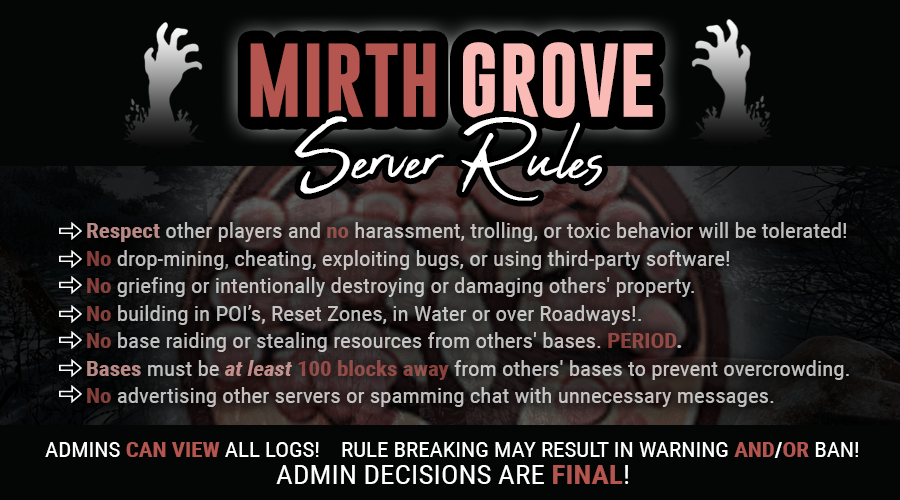 MIRTH GROVE
Server Rules
Respect other players and no harassment, trolling, or toxic behavior will be tolerated!
No drop-mining, cheating, exploiting bugs, or using third-party software!
No griefing or intentionally destroying or damaging others' property.
No building in POI's, Reset Zones, in Water or over Roadways!.
No base raiding or stealing resources from others' bases. PERIOD.
Bases must be at least 100 blocks away from others' bases to prevent overcrowding.
No advertising other servers or spamming chat with unnecessary messages.
ADMINS CAN VIEW ALL LOGS! RULE BREAKING MAY RESULT IN WARNING AND/OR BAN!
ADMIN DECISIONS ARE FINAL!